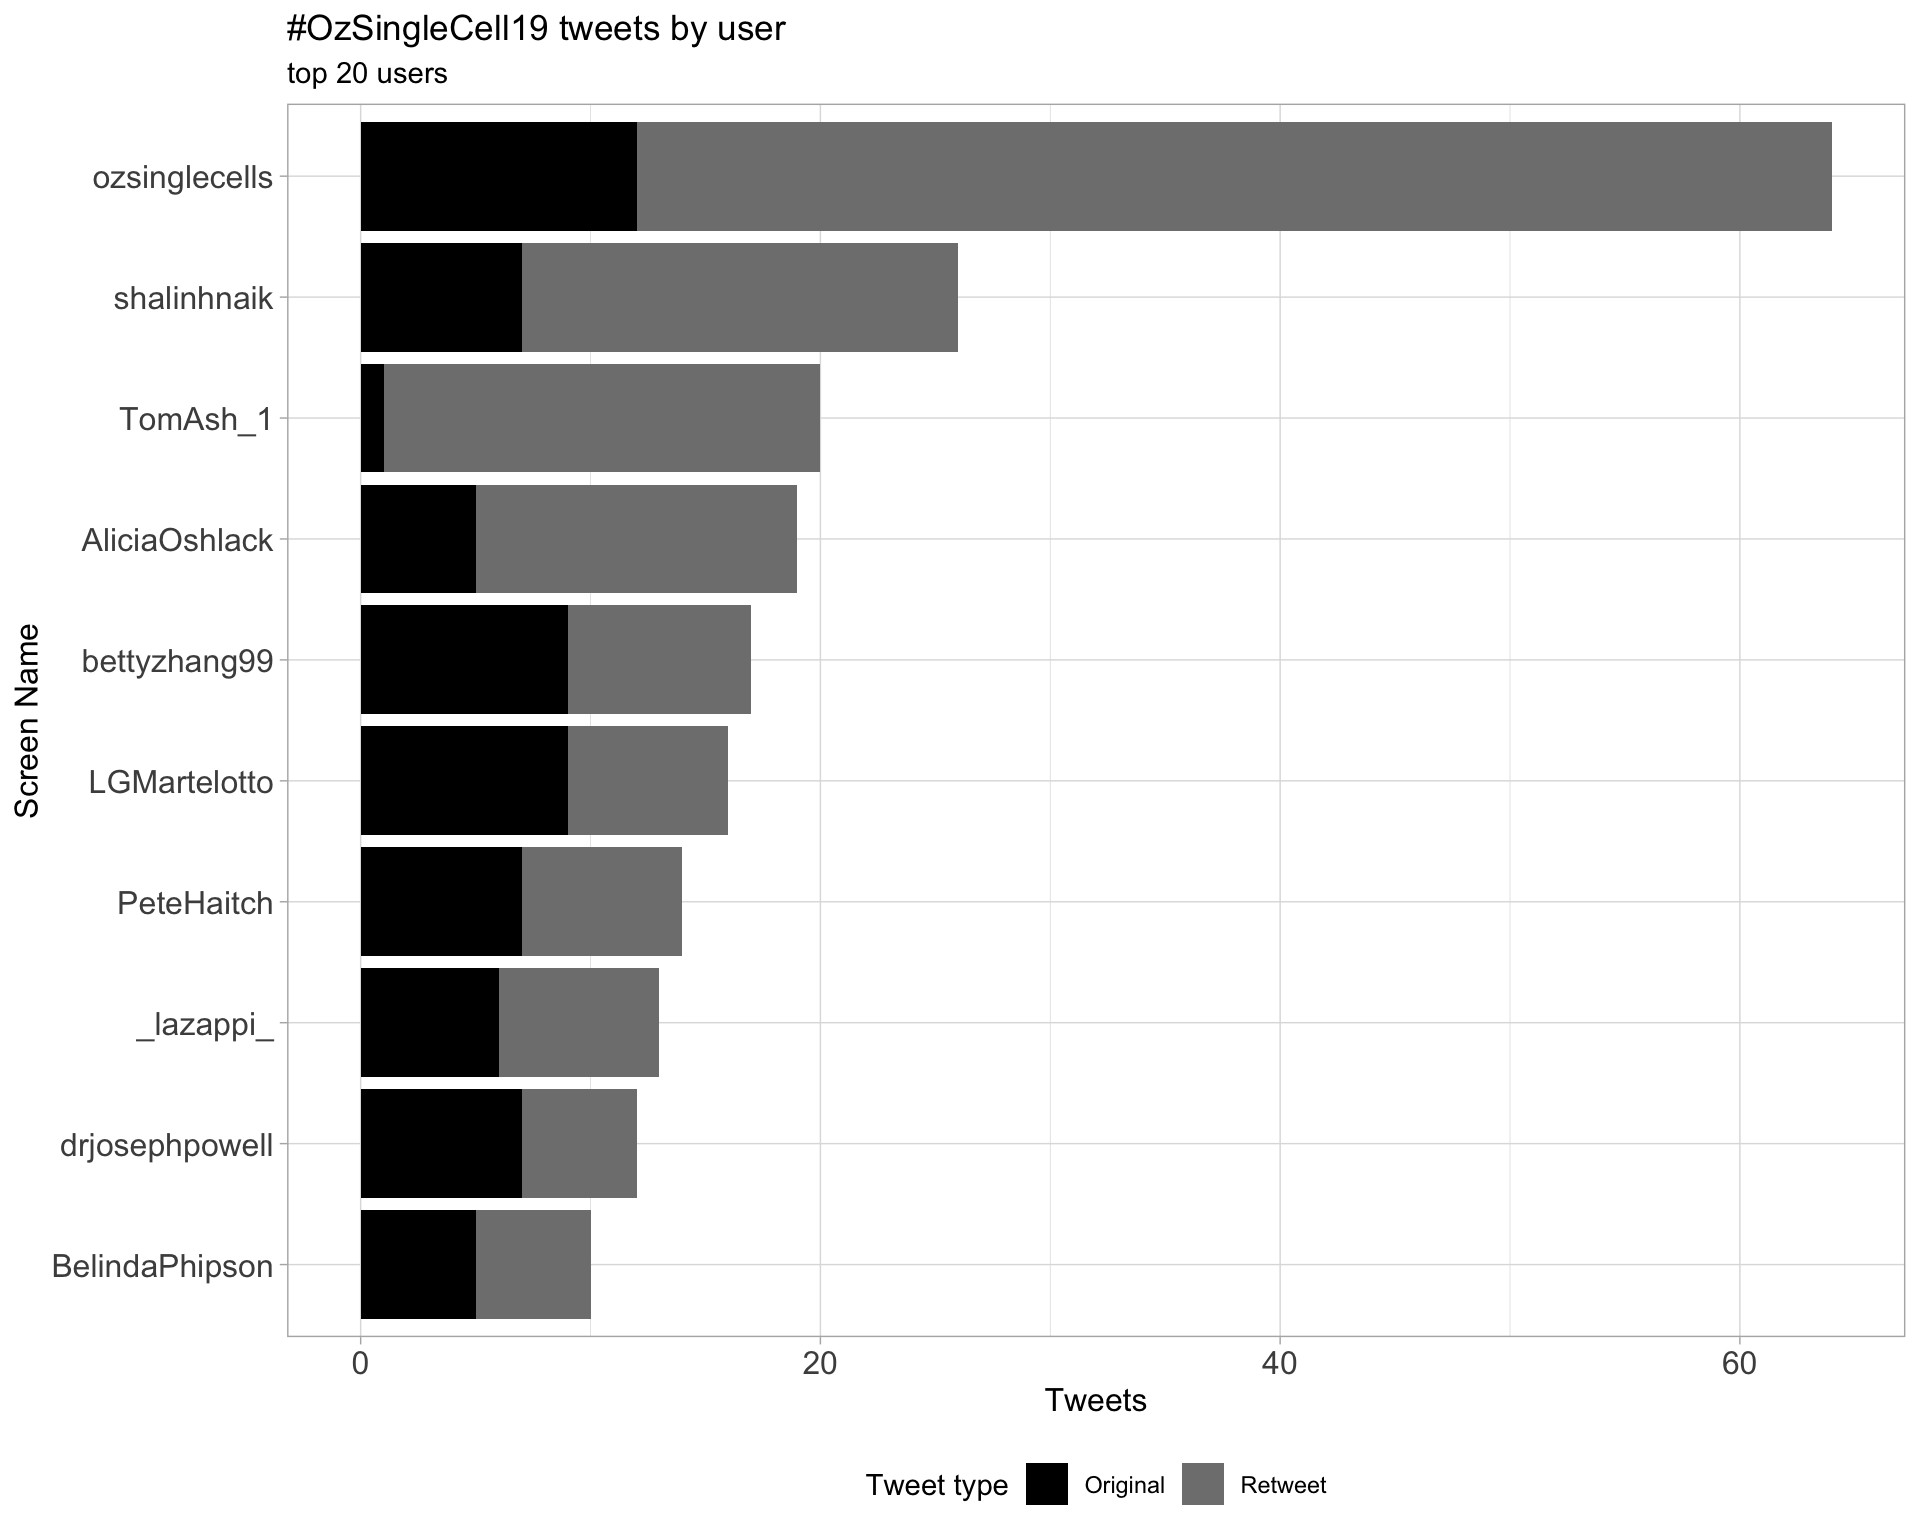 #OzSingleCell19 tweets by user
top 20 users
Screen Name
ozsinglecells
shalinhnaik
TomAsh_1
AliciaOshlack
bettyzhang99
LGMartelotto
PeteHaitch
_lazappi_
drjosephpowell
BelindaPhipson
0 20 40 60
Tweets
Tweet type Original Retweet